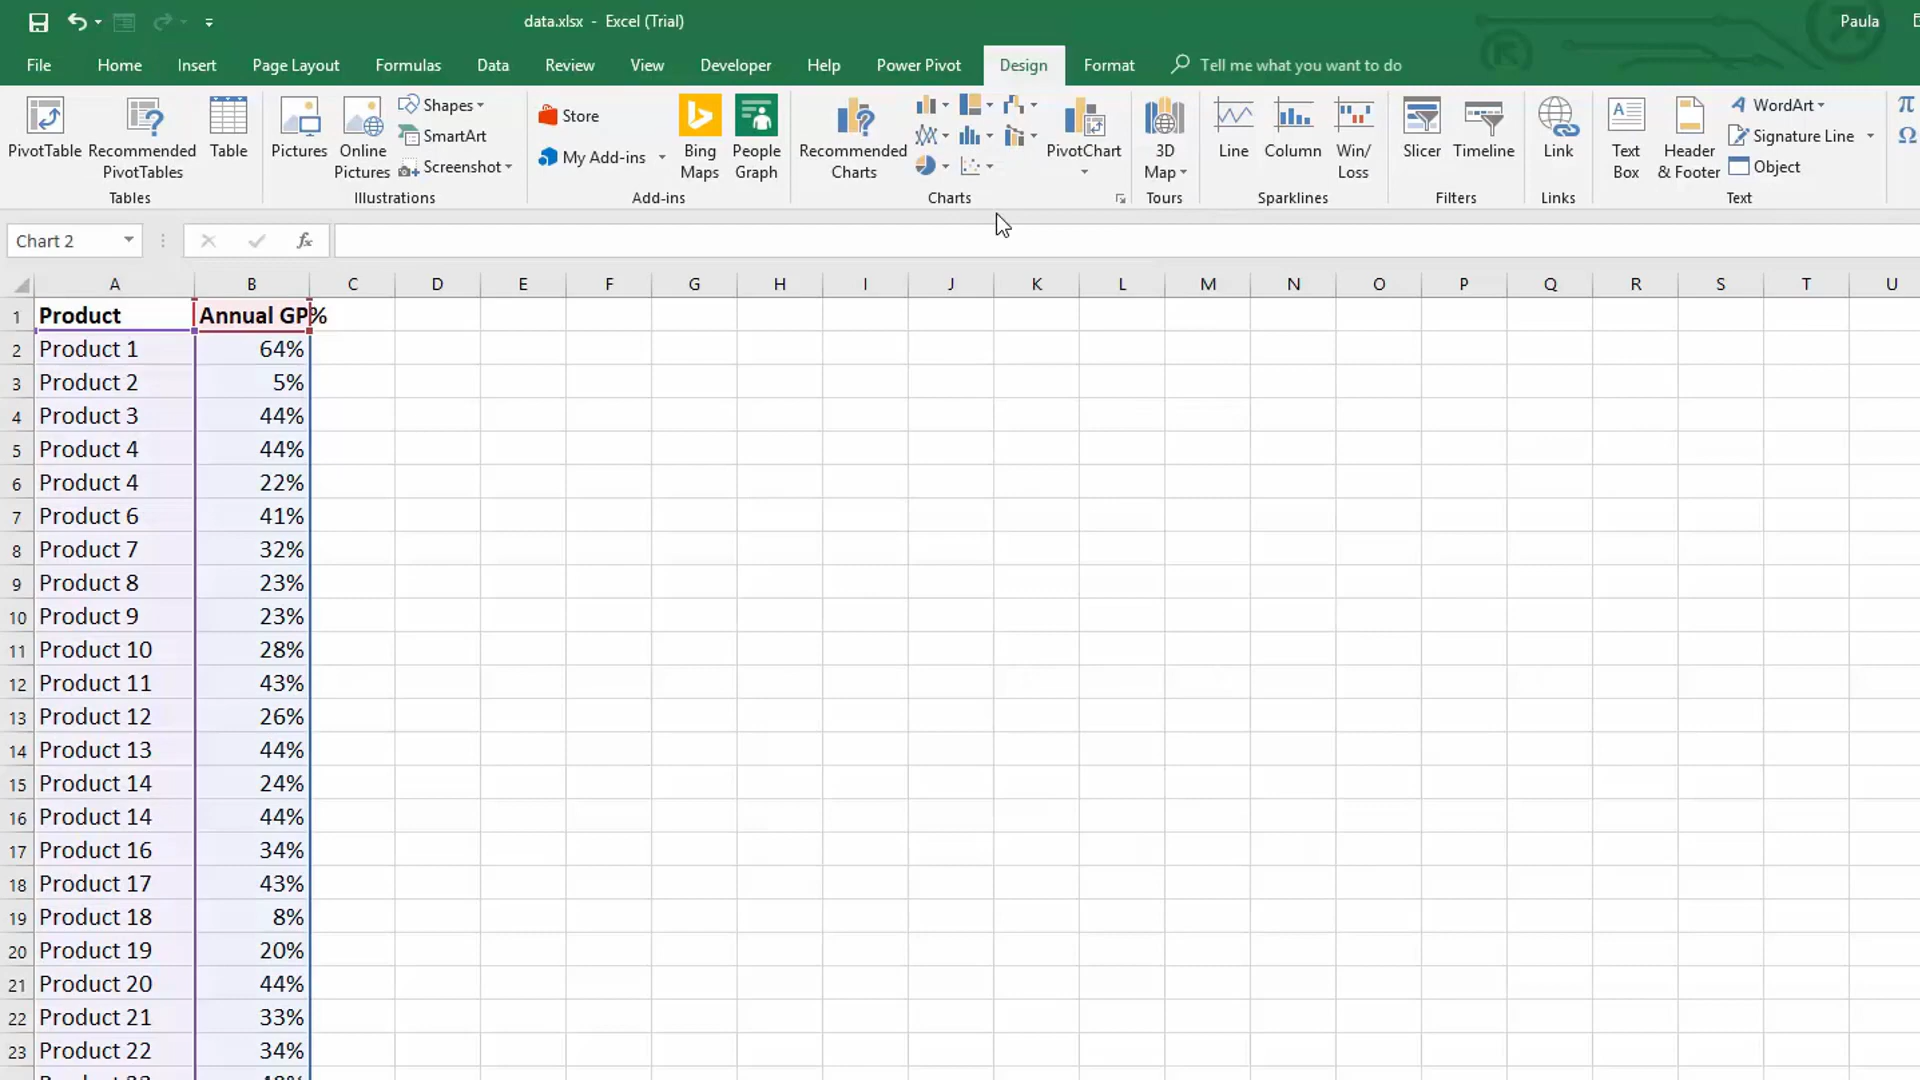 data.xlsx - Excel (Trial)
Paula
File Home Insert Page Layout Formulas Data Review View Developer Help Power Pivot Design Format Tell me what you want to do
PivotTable
Recommended
PivotTables
Table
Tables
Pictures
Online
Pictures
Shapes
SmartArt
Screenshot
Illustrations
Store
My Add-ins
Bing
Maps
People
Graph
Add-ins
Recommended
Charts
PivotChart
Charts
3D
Map
Tours
Line
Column
Win/
Loss
Sparklines
Slicer
Timeline
Filters
Link
Links
Text
Box
Header
& Footer
WordArt
Signature Line
Object
Text
π
Ω
Chart 2
fx
A B C D E F G H I J K L M N O P Q R S T U
1 Product Annual GP%
2 Product 1 64%
3 Product 2 5%
4 Product 3 44%
5 Product 4 44%
6 Product 4 22%
7 Product 6 41%
8 Product 7 32%
9 Product 8 23%
10 Product 9 23%
11 Product 10 28%
12 Product 11 43%
13 Product 12 26%
14 Product 13 44%
15 Product 14 24%
16 Product 14 44%
17 Product 16 34%
18 Product 17 43%
19 Product 18 8%
20 Product 19 20%
21 Product 20 44%
22 Product 21 33%
23 Product 22 34%